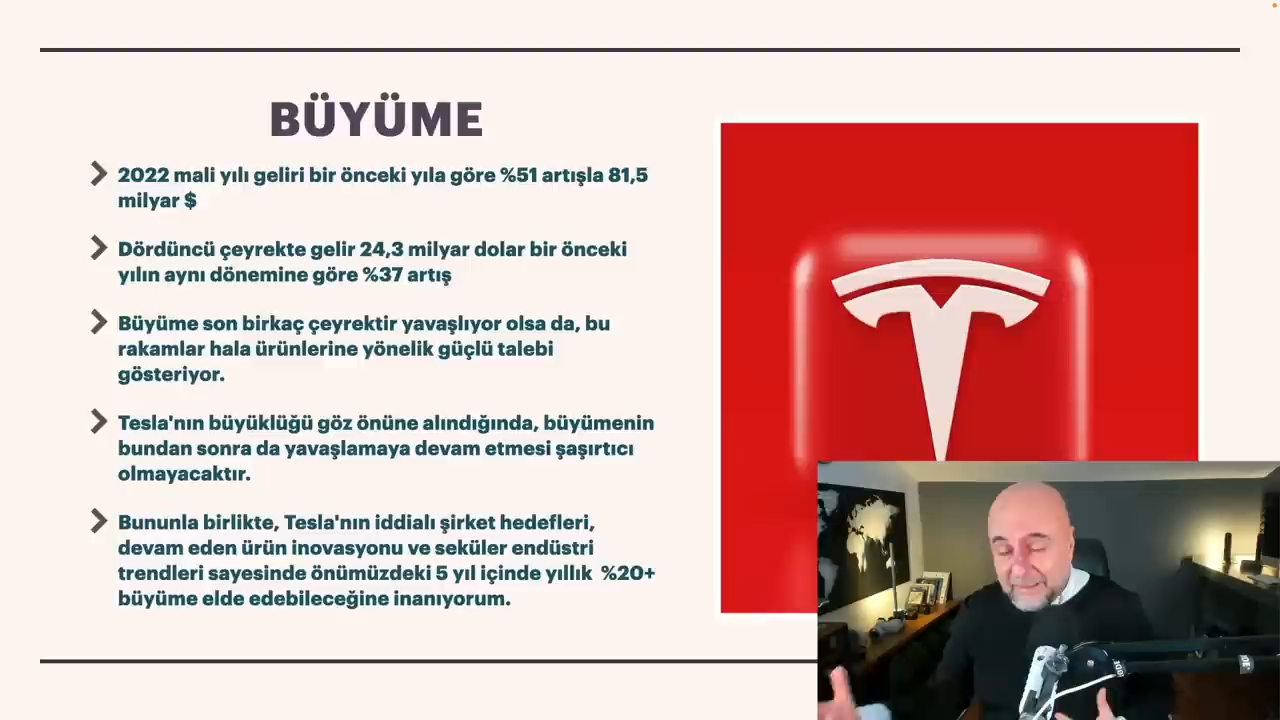 BÜYÜME
2022 mali yılı geliri bir önceki yıla göre %51 artışla 81,5
milyar $
Dördüncü çeyrekte gelir 24,3 milyar dolar bir önceki
yılın aynı dönemine göre %37 artış
Büyüme son birkaç çeyrektir yavaşlıyor olsa da, bu
rakamlar hala ürünlerine yönelik güçlü talebi
gösteriyor.
Tesla'nın büyüklüğü göz önüne alındığında, büyümenin
bundan sonra da yavaşlamaya devam etmesi şaşırtıcı
olmayacaktır.
Bununla birlikte, Tesla'nın iddialı şirket hedefleri,
devam eden ürün inovasyonu ve seküler endüstri
trendleri sayesinde önümüzdeki 5 yıl içinde yıllık %20+
büyüme elde edebileceğine inanıyorum.